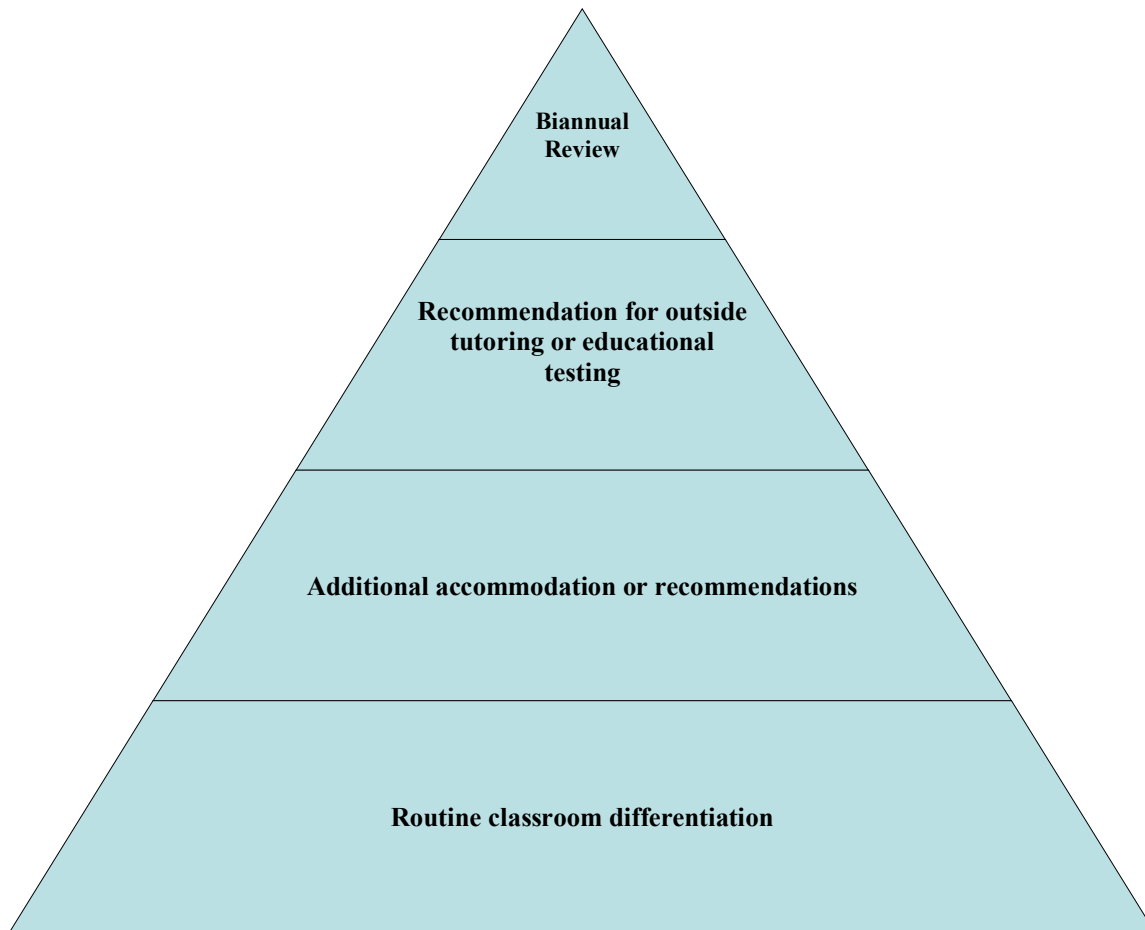 Biannual
Review
Recommendation for outside
tutoring or educational
testing
Additional accommodation or recommendations
Routine classroom differentiation